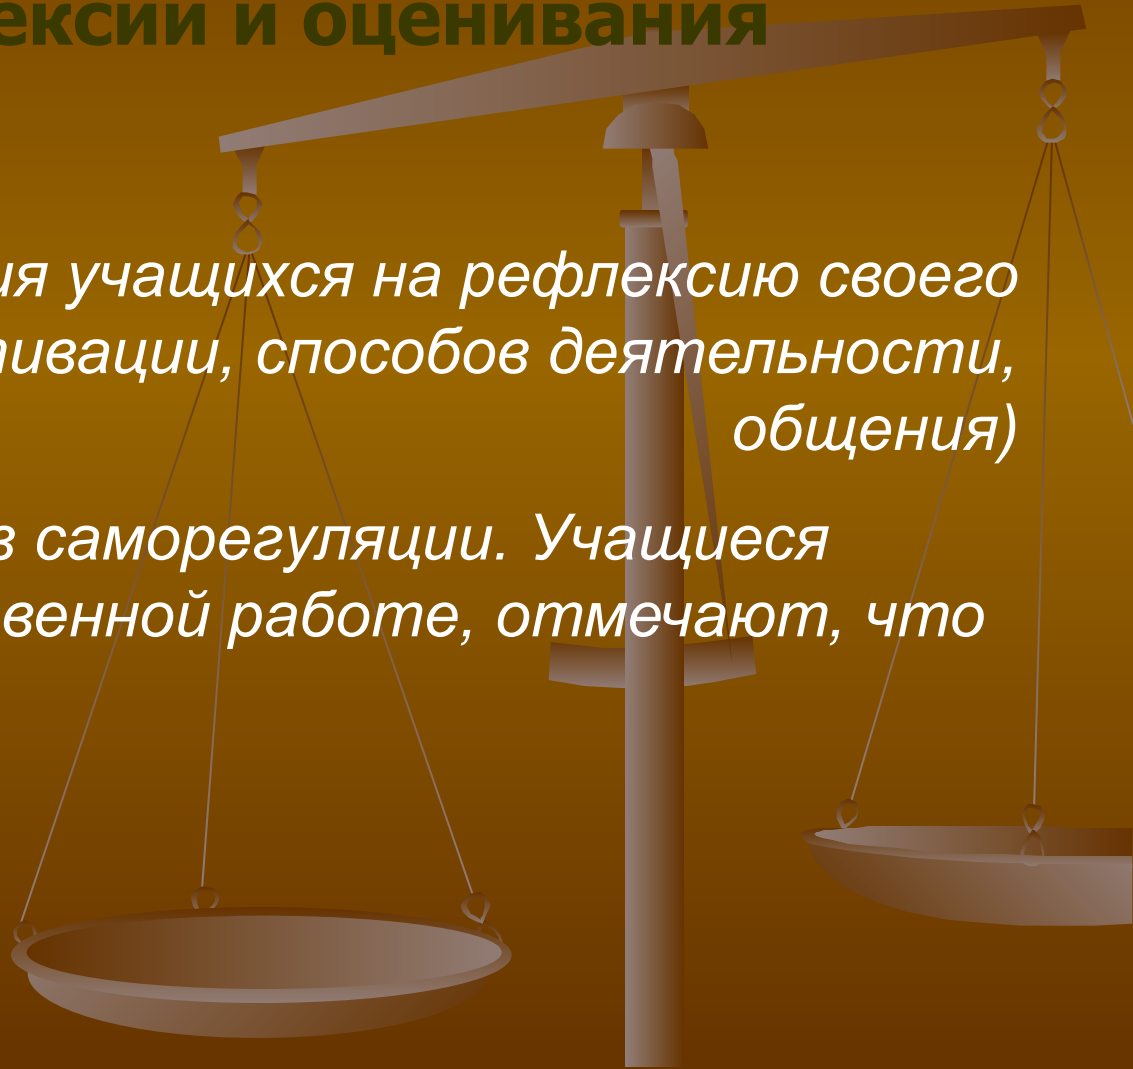 ексии и оценивания
ия учащихся на рефлексию своего
ивации, способов деятельности,
общения)
в саморегуляции. Учащиеся
венной работе, отмечают, что